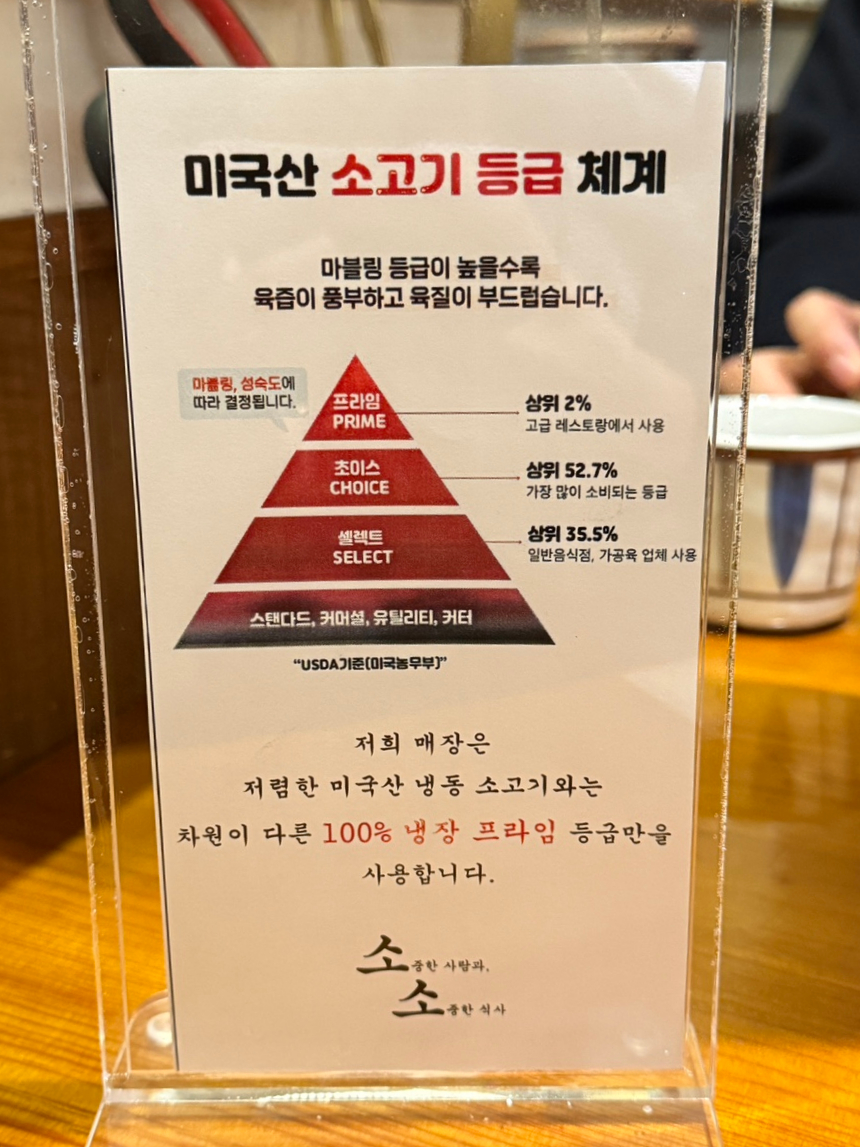 미국산 소고기 등급 체계
마블링 등급이 높을수록
육즙이 풍부하고 육질이 부드럽습니다.
마블링, 성숙도에
따라 결정됩니다.
프라임
PRIME
상위 2%
고급 레스토랑에서 사용
초이스
CHOICE
상위 52.7%
가장 많이 소비되는 등급
셀렉트
SELECT
상위 35.5%
일반음식점, 가공육 업체 사용
스탠다드, 커머셜, 유틸리티, 커터
“USDA기준(미국농무부)”
저희 매장은
저렴한 미국산 냉동 소고기와는
차원이 다른 100% 냉장 프라임 등급만을
사용합니다.
소중한 사람과,
소중한 식사